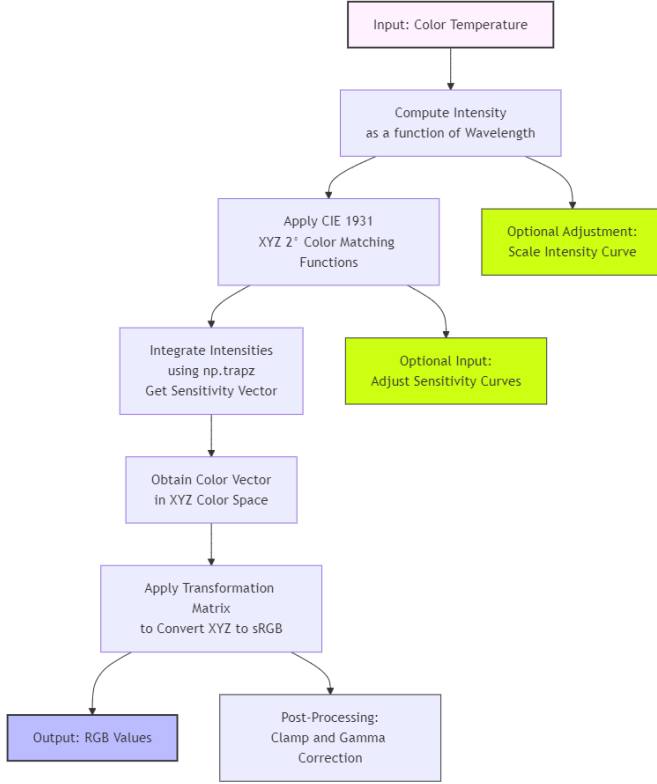 Input: Color Temperature
Compute Intensity
as a function of Wavelength
Apply CIE 1931
XYZ 2° Color Matching
Functions
Optional Adjustment:
Scale Intensity Curve
Integrate Intensities
using np.trapz
Get Sensitivity Vector
Optional Input:
Adjust Sensitivity Curves
Obtain Color Vector
in XYZ Color Space
Apply Transformation
Matrix
to Convert XYZ to sRGB
Output: RGB Values
Post-Processing:
Clamp and Gamma
Correction